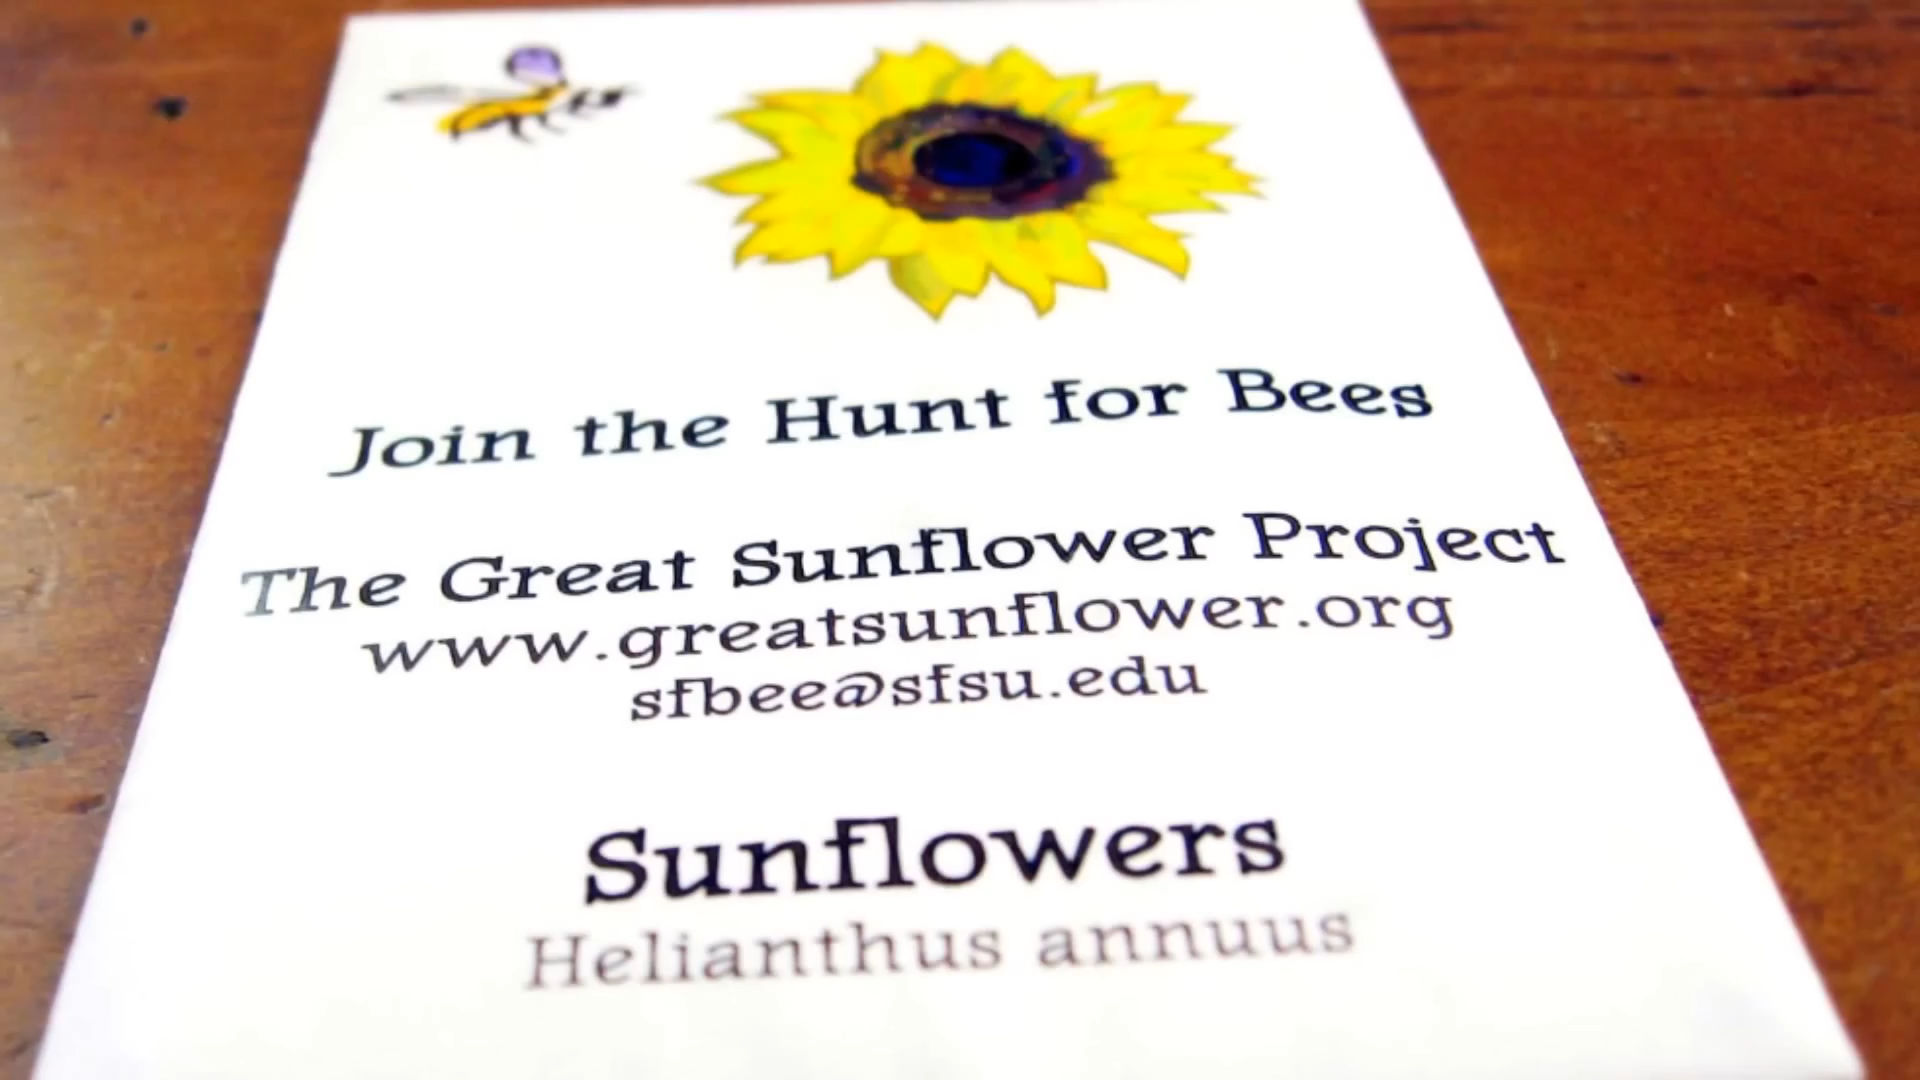 Join the Hunt for Bees
The Great Sunflower Project
www.greatsunflower.org
sfbee@sfsu.edu
Sunflowers
Helianthus annuus